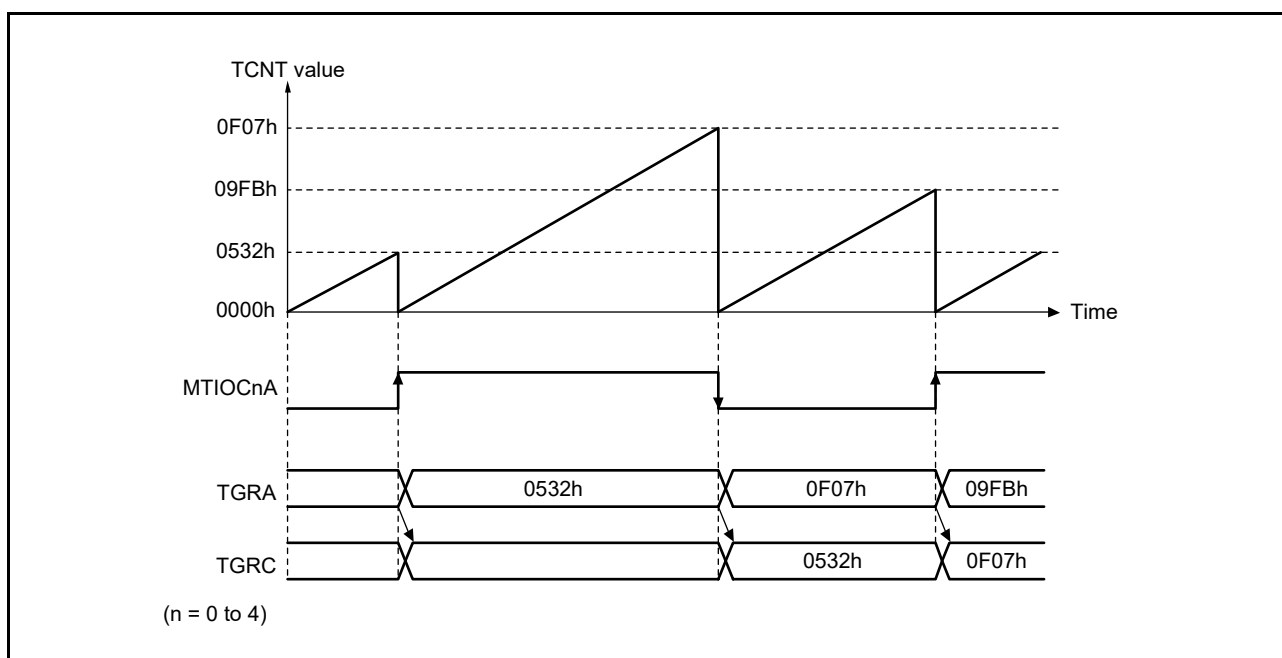 TCNT value
0F07h
09FBh
0532h
0000h
Time
MTIOCnA
TGRA 0532h 0F07h 09FBh
TGRC 0532h 0F07h
(n = 0 to 4)